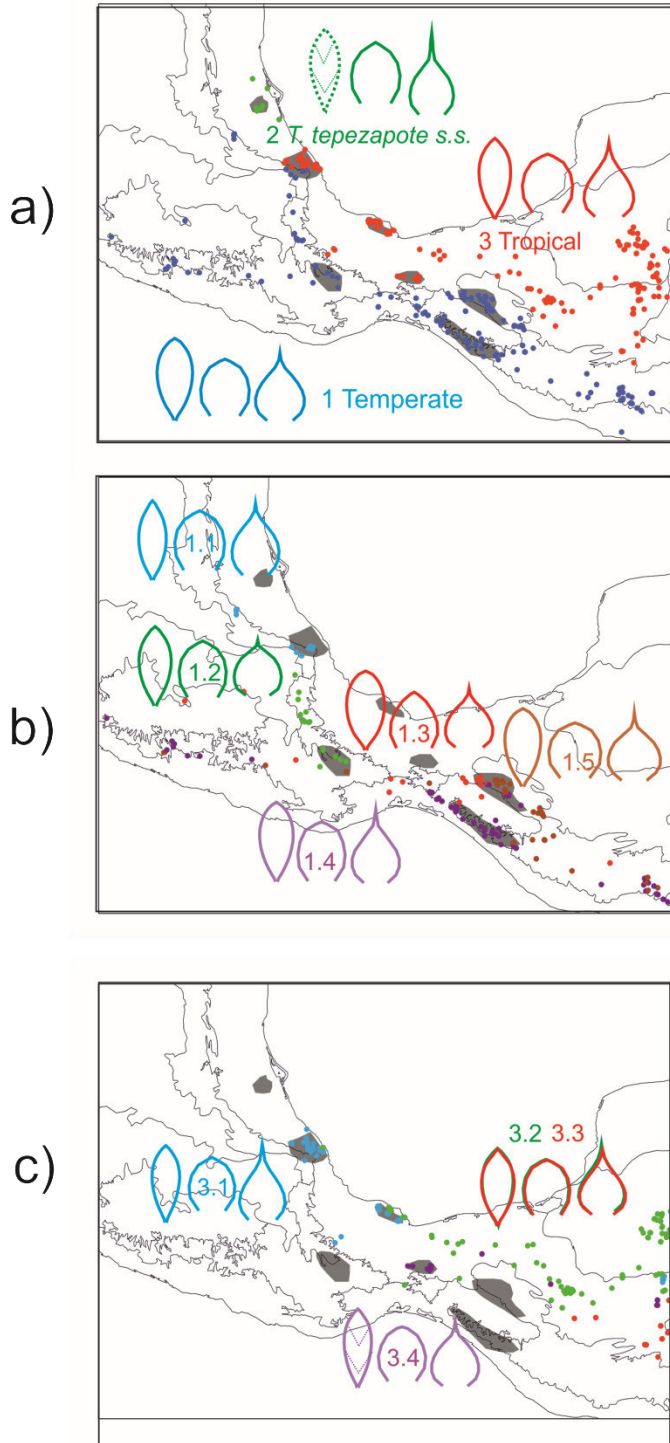 a)
2 T. tepezapote s.s.
3 Tropical
1 Temperate
b)
1.1
1.2
1.3
1.5
1.4
c)
3.2 3.3
3.1
3.4